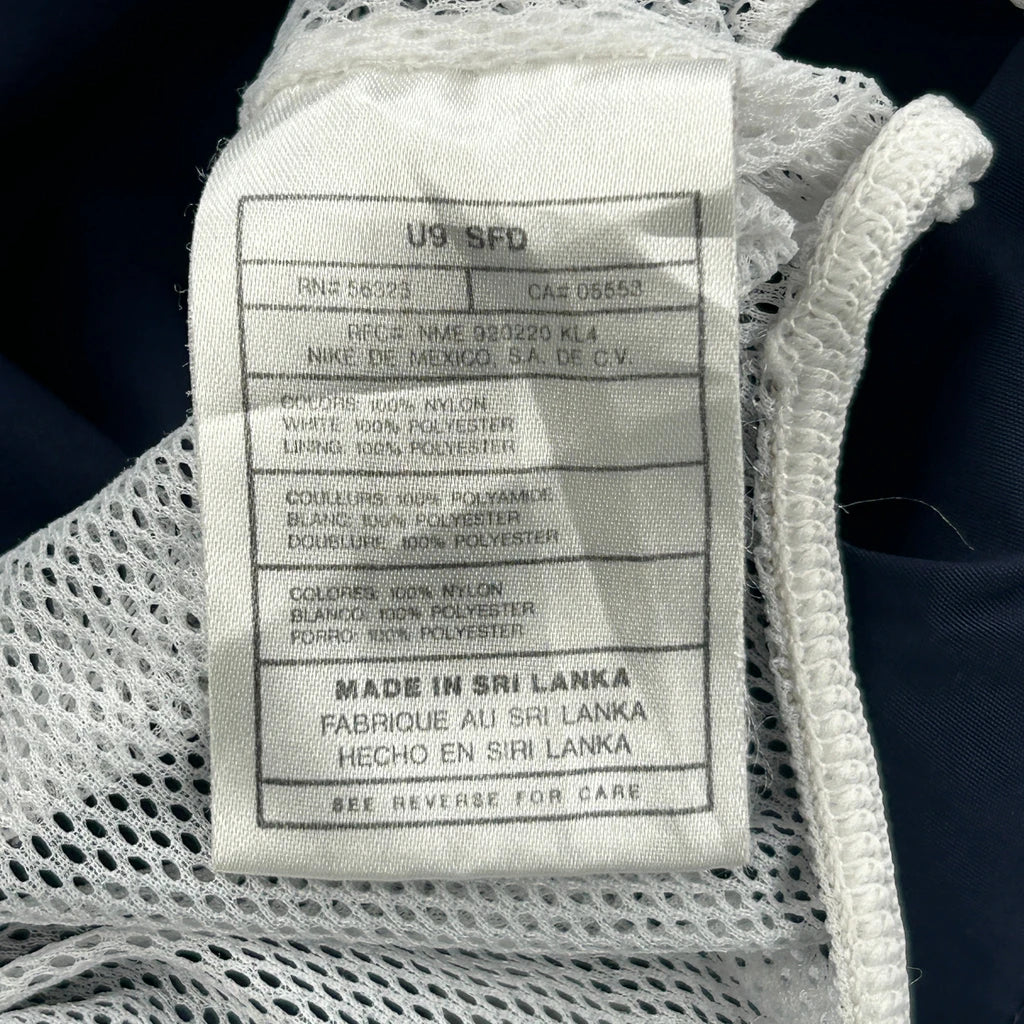 U9 SFD
RN# 56323 CA# 05553
RFC# NME 920220 KL4
NIKE DE MEXICO, S.A. DE C.V.
COLORS: 100% NYLON
WHITE: 100% POLYESTER
LINING: 100% POLYESTER
COULEURS: 100% POLYAMIDE
BLANC: 100% POLYESTER
DOUBLURE: 100% POLYESTER
COLORES: 100% NYLON
BLANCO: 100% POLYESTER
FORRO: 100% POLYESTER
MADE IN SRI LANKA
FABRIQUE AU SRI LANKA
HECHO EN SIRI LANKA
SEE REVERSE FOR CARE